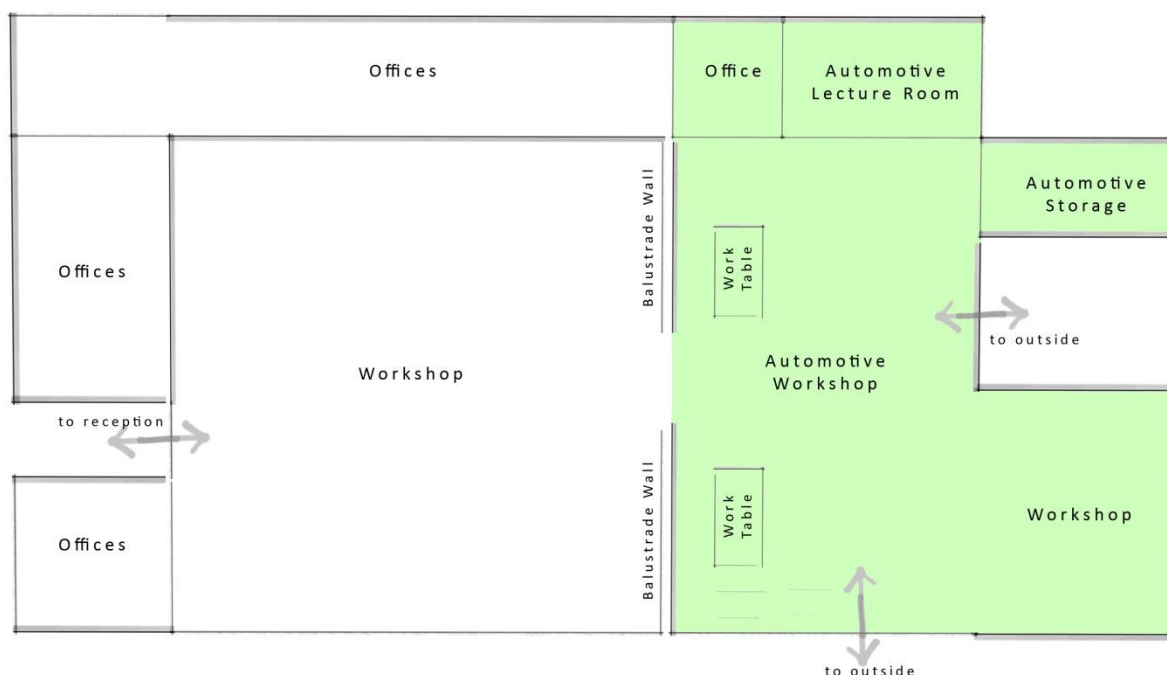 Offices
Office
Automotive
Lecture Room
Automotive
Storage
Balustrade Wall
Work
Table
Offices
to outside
Automotive
Workshop
Workshop
to reception
Balustrade Wall
Work
Table
Workshop
Offices
to outside